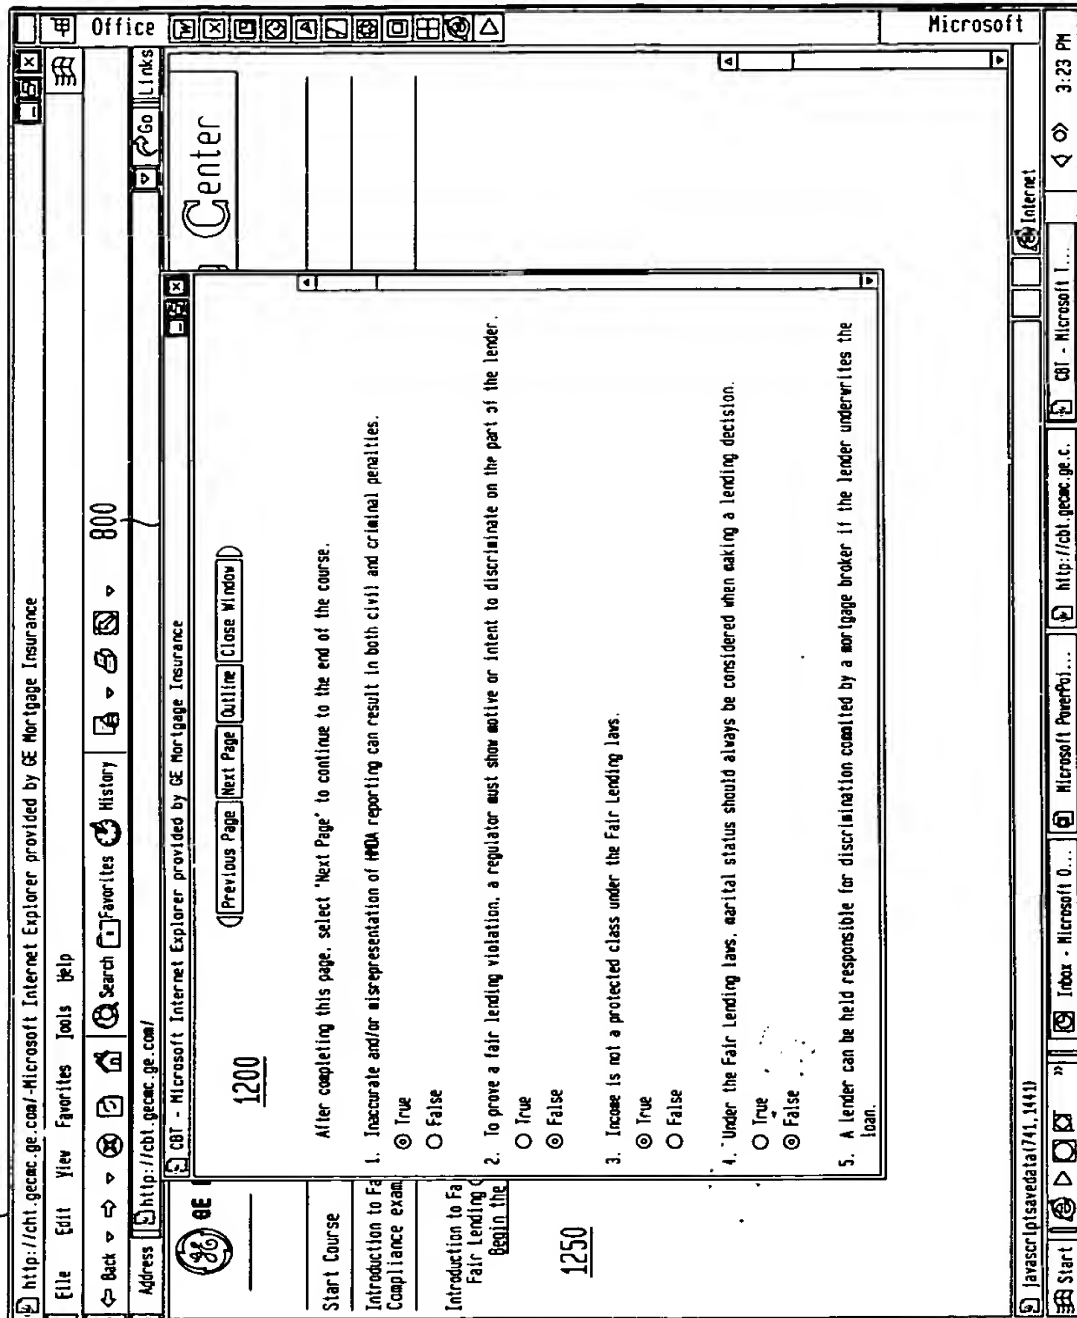 http://cht.gecmc.ge.com/-Microsoft Internet Explorer provided by GE Mortgage Insurance
File Edit View Favorites Tools Help
Back Search Favorites History 800
Address http://cbt.gecmc.ge.com/ Go Links
CBT - Microsoft Internet Explorer provided by GE Mortgage Insurance
GE
Center
1200
Previous Page Next Page Outline Close Window
After completing this page, select "Next Page" to continue to the end of the course.
1. Inaccurate and/or misrepresentation of HMDA reporting can result in both civil and criminal penalties.
True
False
2. To prove a fair lending violation, a regulator must show motive or intent to discriminate on the part of the lender.
True
False
3. Income is not a protected class under the Fair Lending laws.
True
False
4. Under the Fair Lending laws, marital status should always be considered when making a lending decision.
True
False
5. A lender can be held responsible for discrimination commited by a mortgage broker if the lender underwrites the
loan.
Start Course
Introduction to Fa
Compliance exam
Introduction to Fa
Fair Lending
Begin the
1250
javascriptsavedata(741,1441)
Internet
Start
Inbox - Microsoft O...
Microsoft PowerPoi...
http://cbt.gecmc.ge.c.
CBT - Microsoft I...
3:23 PM
Office
Microsoft